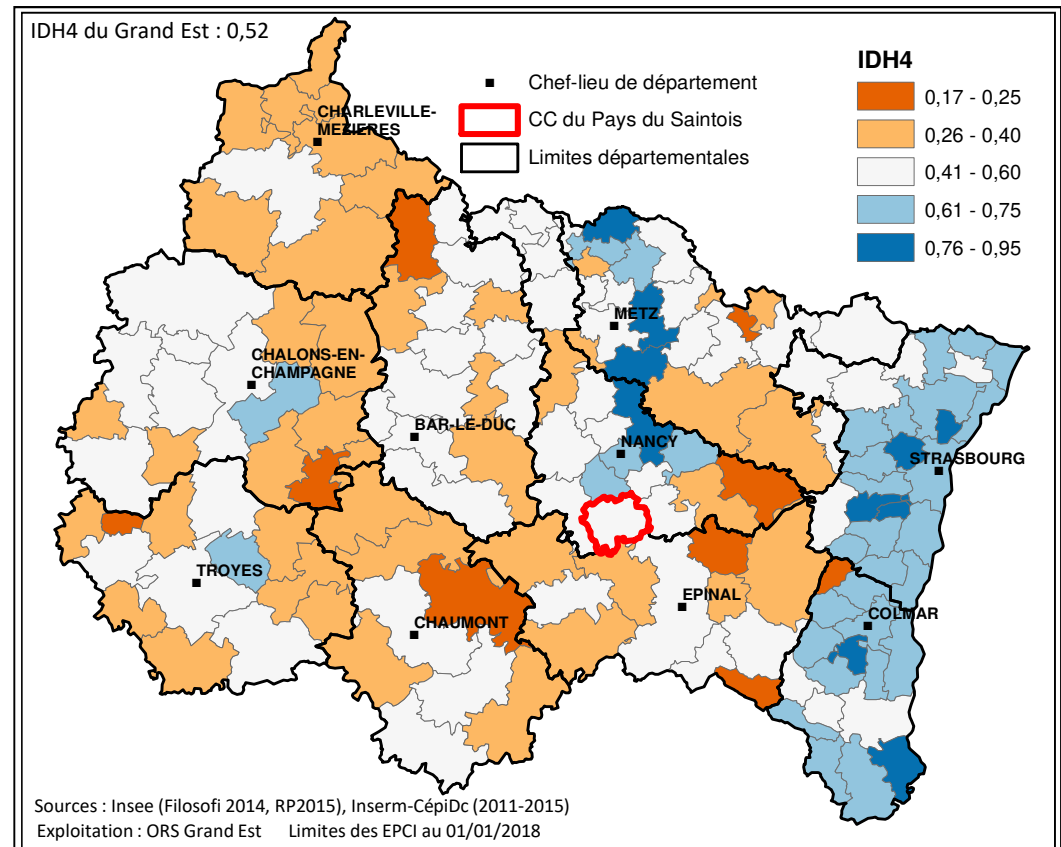 IDH4 du Grand Est : 0,52
IDH4
Chef-lieu de département
CC du Pays du Saintois
Limites départementales
0,17 - 0,25
0,26 - 0,40
0,41 - 0,60
0,61 - 0,75
0,76 - 0,95
CHARLEVILLE-
MEZIERES
METZ
CHALONS-EN-
CHAMPAGNE
BAR-LE-DUC
NANCY
STRASBOURG
TROYES
EPINAL
COLMAR
CHAUMONT
Sources : Insee (Filosofi 2014, RP2015), Inserm-CépiDc (2011-2015)
Exploitation : ORS Grand Est Limites des EPCI au 01/01/2018